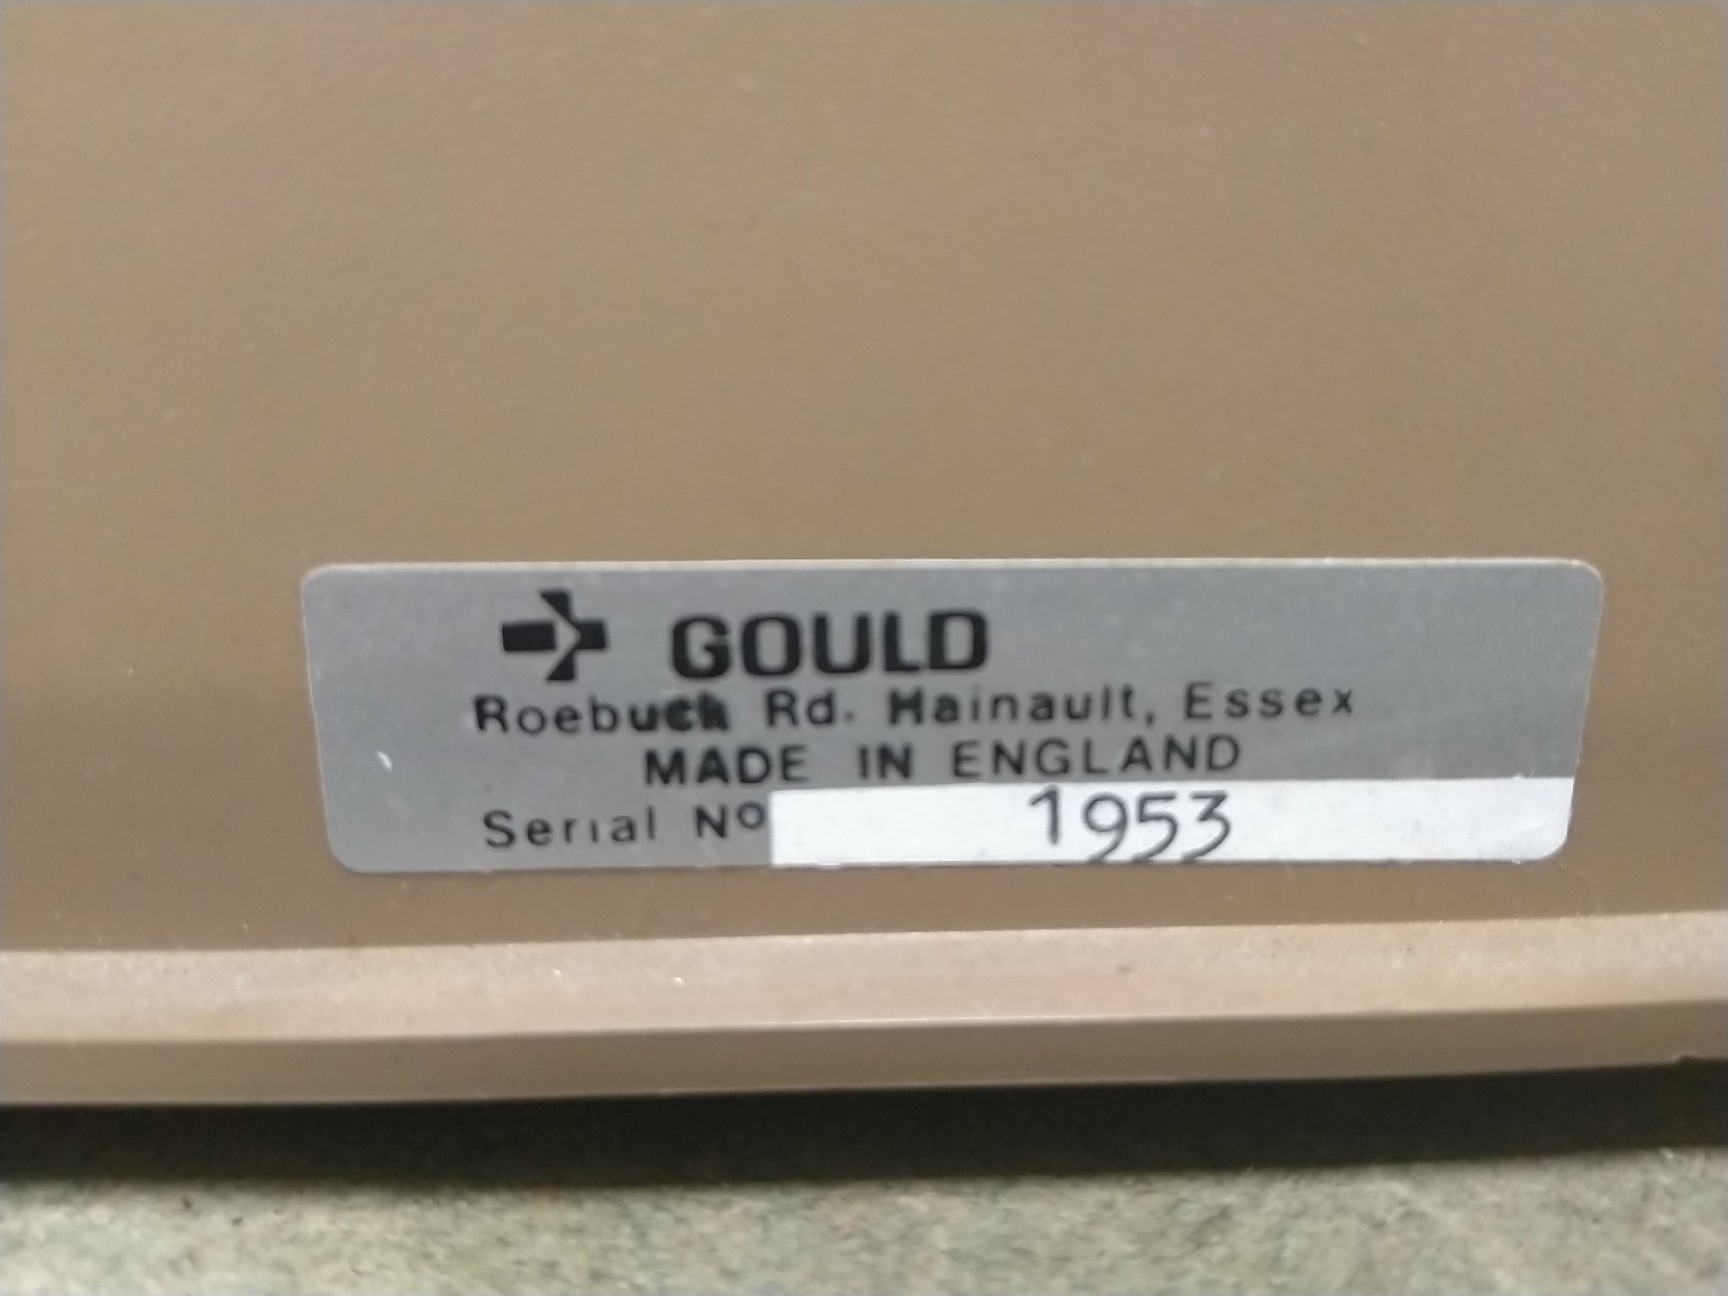 GOULD
Roebuck Rd. Hainault, Essex
MADE IN ENGLAND
Serial Nº 1953